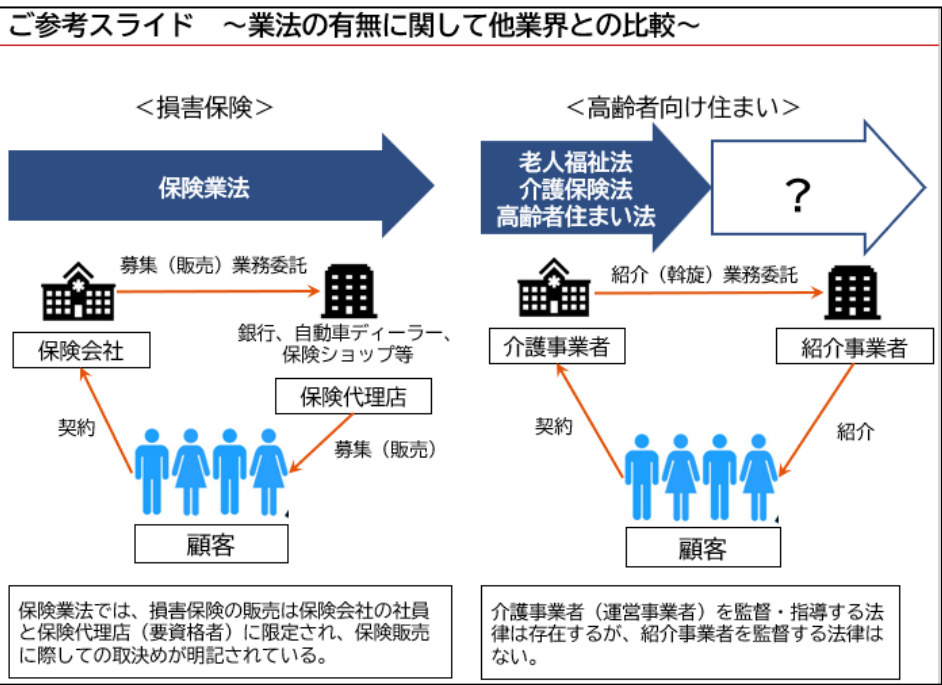 ご参考スライド　～業法の有無に関して他業界との比較～
＜損害保険＞
保険業法
募集（販売）業務委託
保険会社
銀行、自動車ディーラー、
保険ショップ等
保険代理店
契約
募集（販売）
顧客
保険業法では、損害保険の販売は保険会社の社員
と保険代理店（要資格者）に限定され、保険販売
に際しての取決めが明記されている。
＜高齢者向け住まい＞
老人福祉法
介護保険法
高齢者住まい法
？
紹介（斡旋）業務委託
介護事業者
紹介事業者
契約
紹介
顧客
介護事業者（運営事業者）を監督・指導する法
律は存在するが、紹介事業者を監督する法律は
ない。